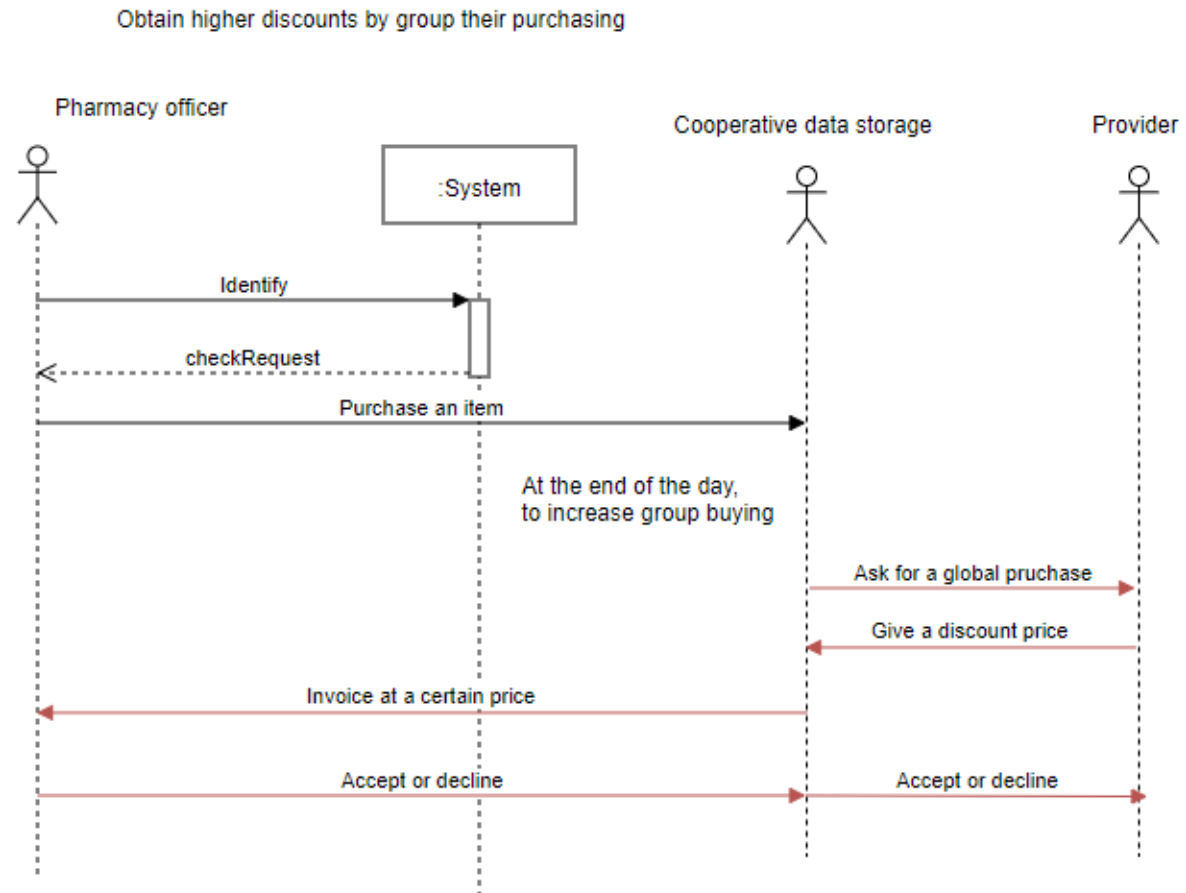 Obtain higher discounts by group their purchasing
Pharmacy officer
Cooperative data storage
Provider
:System
Identify
checkRequest
Purchase an item
At the end of the day,
to increase group buying
Ask for a global pruchase
Give a discount price
Invoice at a certain price
Accept or decline
Accept or decline